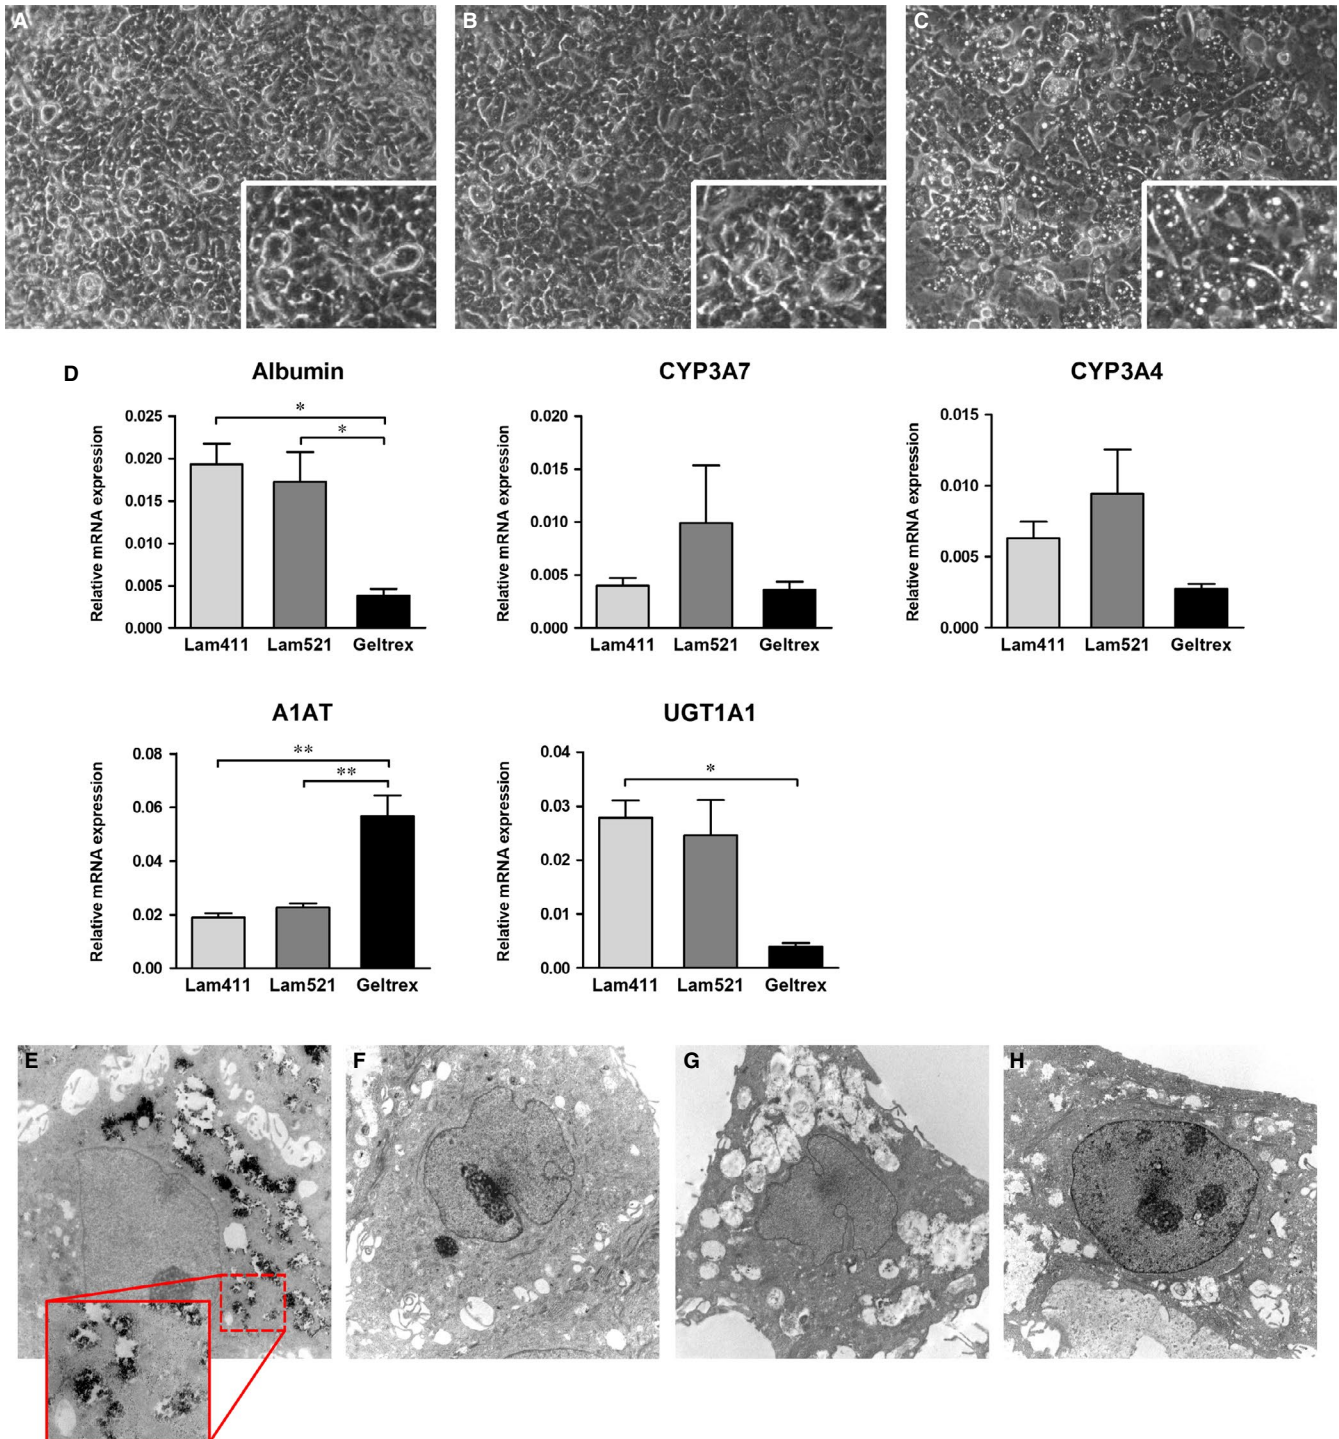 A B C
D
Albumin CYP3A7 CYP3A4
Relative mRNA expression
0.025
0.020
0.015
0.010
0.005
0.000
* *
Lam411 Lam521 Geltrex
Relative mRNA expression
0.020
0.015
0.010
0.005
0.000
Lam411 Lam521 Geltrex
Relative mRNA expression
0.015
0.010
0.005
0.000
Lam411 Lam521 Geltrex
A1AT UGT1A1
Relative mRNA expression
0.08
0.06
0.04
0.02
0.00
** **
Lam411 Lam521 Geltrex
Relative mRNA expression
0.04
0.03
0.02
0.01
0.00
*
Lam411 Lam521 Geltrex
E F G H